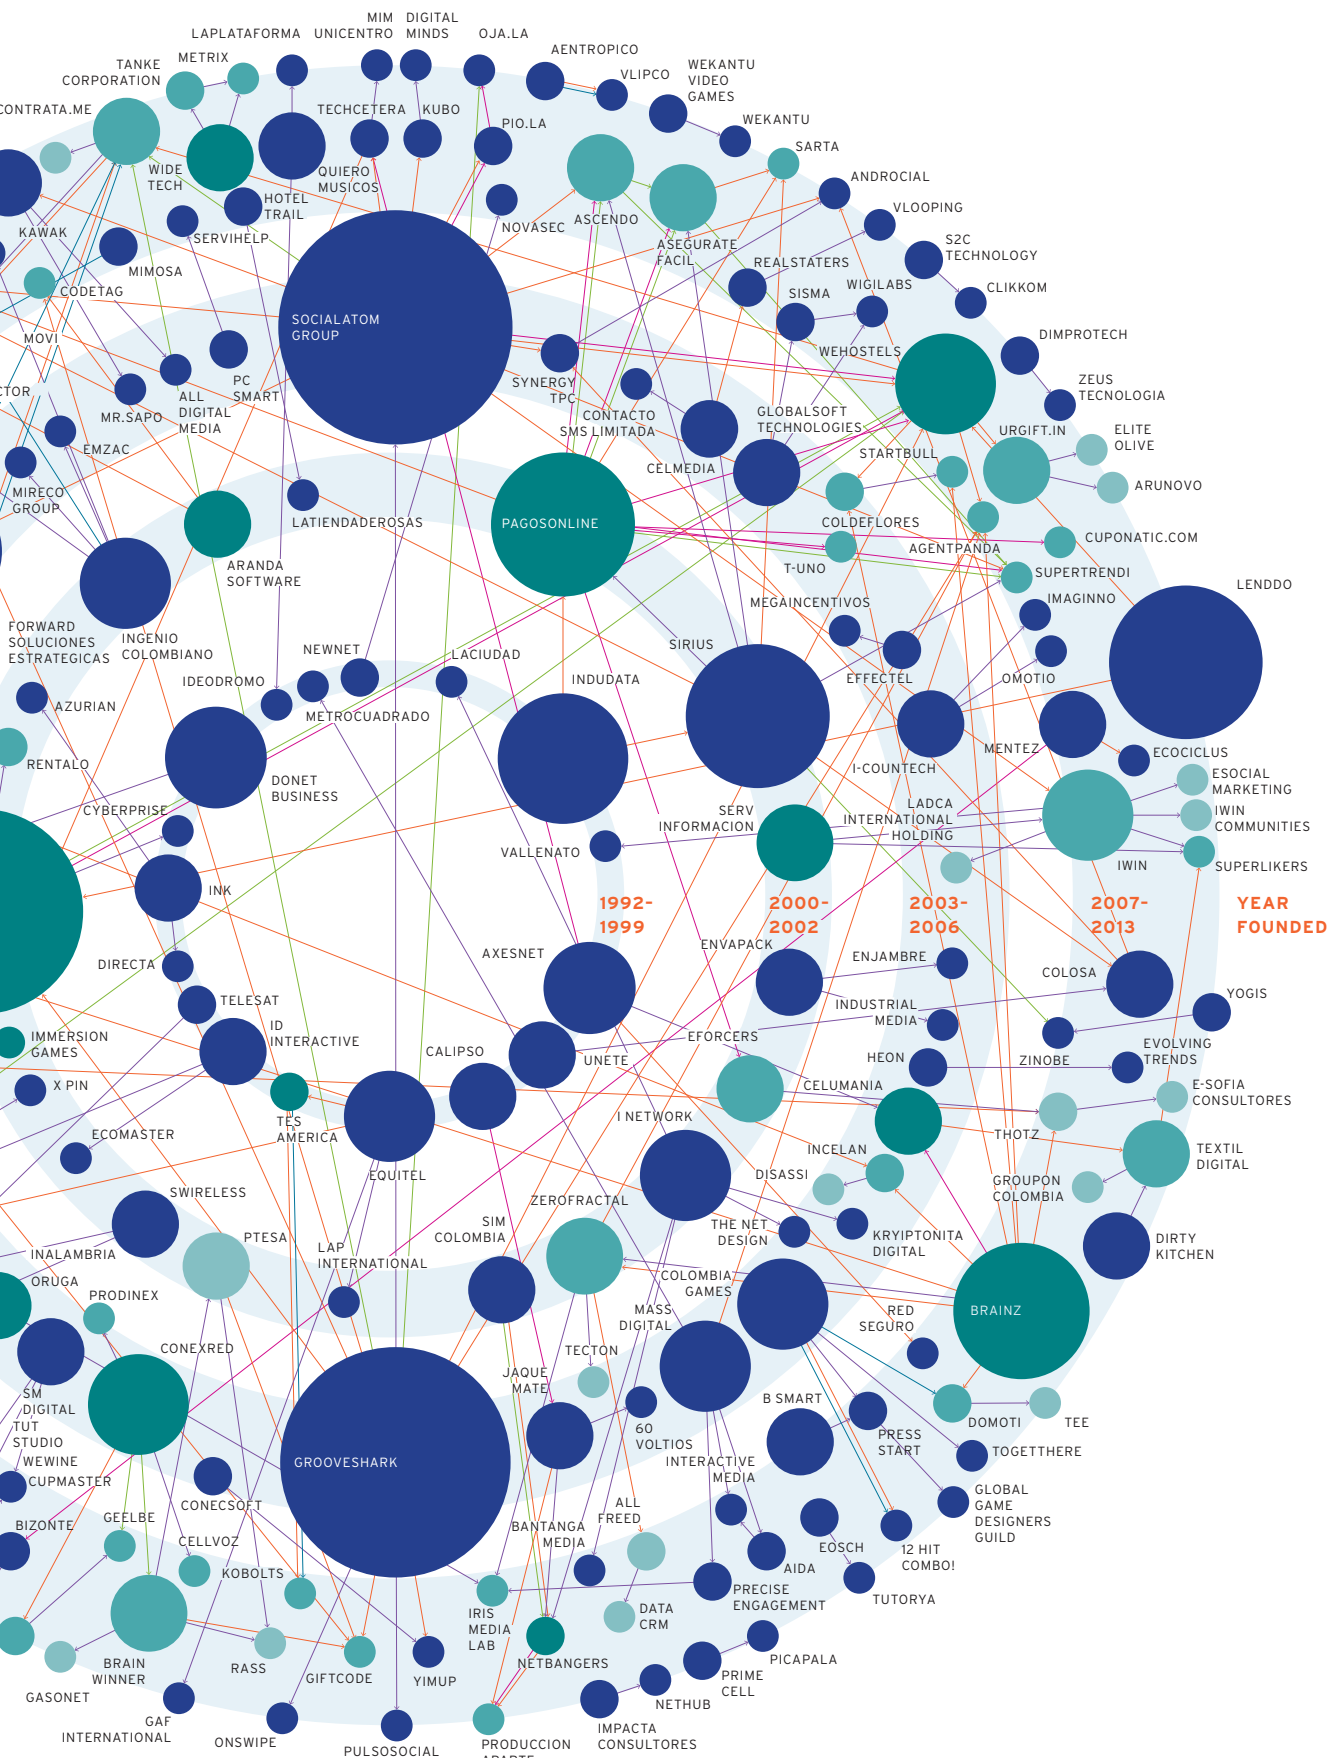 MIM
UNICENTRO
DIGITAL
MINDS
LAPLATAFORMA
OJA.LA
AENTROPICO
METRIX
TANKE
CORPORATION
VLIPCO
WEKANTU
VIDEO
GAMES
CONTRATA.ME
TECHCETERA
KUBO
PIO.LA
WEKANTU
SARTA
WIDE
TECH
QUIERO
MUSICOS
ANDROCIAL
HOTEL
TRAIL
NOVASEC
ASCENDO
VLOOPING
KAWAK
SERVIHELP
ASEGURATE
FACIL
S2C
TECHNOLOGY
MIMOSA
REALSTATERS
CODETAG
SISMA
WIGILABS
CLIKKOM
SOCIALATOM
GROUP
MOVI
DIMPROTECH
WEHOSTELS
CTOR
PC
SMART
SYNERGY
TPC
ZEUS
TECNOLOGIA
MR.SAPO
ALL
DIGITAL
MEDIA
CONTACTO
SMS LIMITADA
GLOBALSOFT
TECHNOLOGIES
URGIFT.IN
ELITE
OLIVE
EMZAC
CELMEDIA
STARTBULL
ARUNOVO
MIRECO
GROUP
LATIENDADEROSAS
PAGOSONLINE
COLDEFLORES
AGENTPANDA
CUPONATIC.COM
ARANDA
SOFTWARE
T-UNO
SUPERTRENDI
LENDDO
MEGAINCENTIVOS
IMAGINNO
FORWARD
SOLUCIONES
ESTRATEGICAS
INGENIO
COLOMBIANO
NEWNET
LACIUDAD
SIRIUS
IDEODROMO
INDUDATA
EFFECTEL
OMOTIO
AZURIAN
METROCUADRADO
RENTALO
MENTEZ
ECOCICLUS
I-COUNTECH
DONET
BUSINESS
ESOCIAL
MARKETING
CYBERPRISE
SERV
INFORMACION
LADCA
INTERNATIONAL
HOLDING
IWIN
COMMUNITIES
VALLENATO
IWIN
SUPERLIKERS
INK
1992-
1999
2000-
2002
2003-
2006
2007-
2013
YEAR
FOUNDED
DIRECTA
AXESNET
ENVAPACK
ENJAMBRE
COLOSA
TELESAT
INDUSTRIAL
MEDIA
YOGIS
IMMERSION
GAMES
ID
INTERACTIVE
CALIPSO
UNETE
EFORCERS
HEON
ZINOBE
EVOLVING
TRENDS
X PIN
CELUMANIA
E-SOFIA
CONSULTORES
TES
AMERICA
I NETWORK
THOTZ
ECOMASTER
INCELAN
TEXTIL
DIGITAL
EQUITEL
DISASSI
GROUPON
COLOMBIA
SWIRELESS
ZEROFRACTAL
SIM
COLOMBIA
THE NET
DESIGN
KRYIPTONITA
DIGITAL
DIRTY
KITCHEN
INALAMBRIA
PTESA
LAP
INTERNATIONAL
ORUGA
COLOMBIA
GAMES
PRODINEX
MASS
DIGITAL
RED
SEGURO
BRAINZ
CONEXRED
TECTON
JAQUE
MATE
SM
DIGITAL
TUT
STUDIO
B SMART
60
VOLTIOS
PRESS
START
DOMOTI
TEE
WEWINE
GROOVESHARK
INTERACTIVE
MEDIA
TOGETTHERE
CUPMASTER
CONECSOFT
GLOBAL
GAME
DESIGNERS
GUILD
BIZONTE
GEELBE
ALL
FREED
BANTANGA
MEDIA
CELLVOZ
EOSCH
12 HIT
COMBO!
KOBOLTS
AIDA
PRECISE
ENGAGEMENT
TUTORYA
IRIS
MEDIA
LAB
DATA
CRM
BRAIN
WINNER
RASS
GIFTCODE
YIMUP
NETBANGERS
PICAPALA
PRIME
CELL
GASONET
NETHUB
GAF
INTERNATIONAL
ONSWIPE
PULSOSOCIAL
PRODUCCION
APARTE
IMPACTA
CONSULTORES